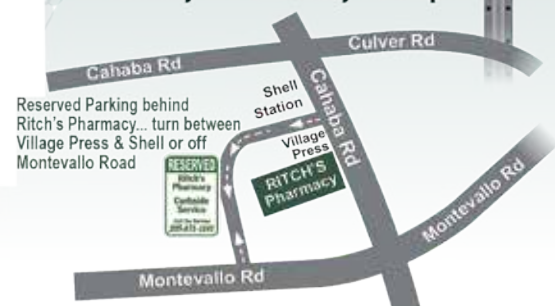 Culver Rd
Cahaba Rd
Shell
Station
Cahaba Rd
Reserved Parking behind
Ritch's Pharmacy... turn between
Village Press & Shell or off
Montevallo Road
Village
Press
RESERVED
Ritch's
Pharmacy
Curbside
Service
RITCH'S
Pharmacy
Montevallo Rd
Montevallo Rd